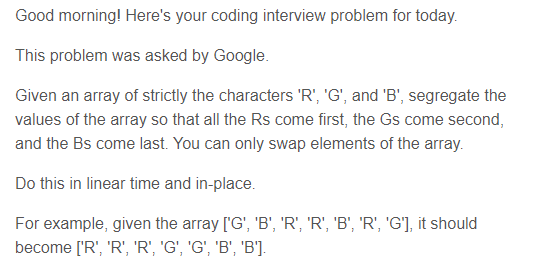 Good morning! Here's your coding interview problem for today.
This problem was asked by Google.
Given an array of strictly the characters 'R', 'G', and 'B', segregate the
values of the array so that all the Rs come first, the Gs come second,
and the Bs come last. You can only swap elements of the array.
Do this in linear time and in-place.
For example, given the array ['G', 'B', 'R', 'R', 'B', 'R', 'G'], it should
become ['R', 'R', 'R', 'G', 'G', 'B', 'B'].